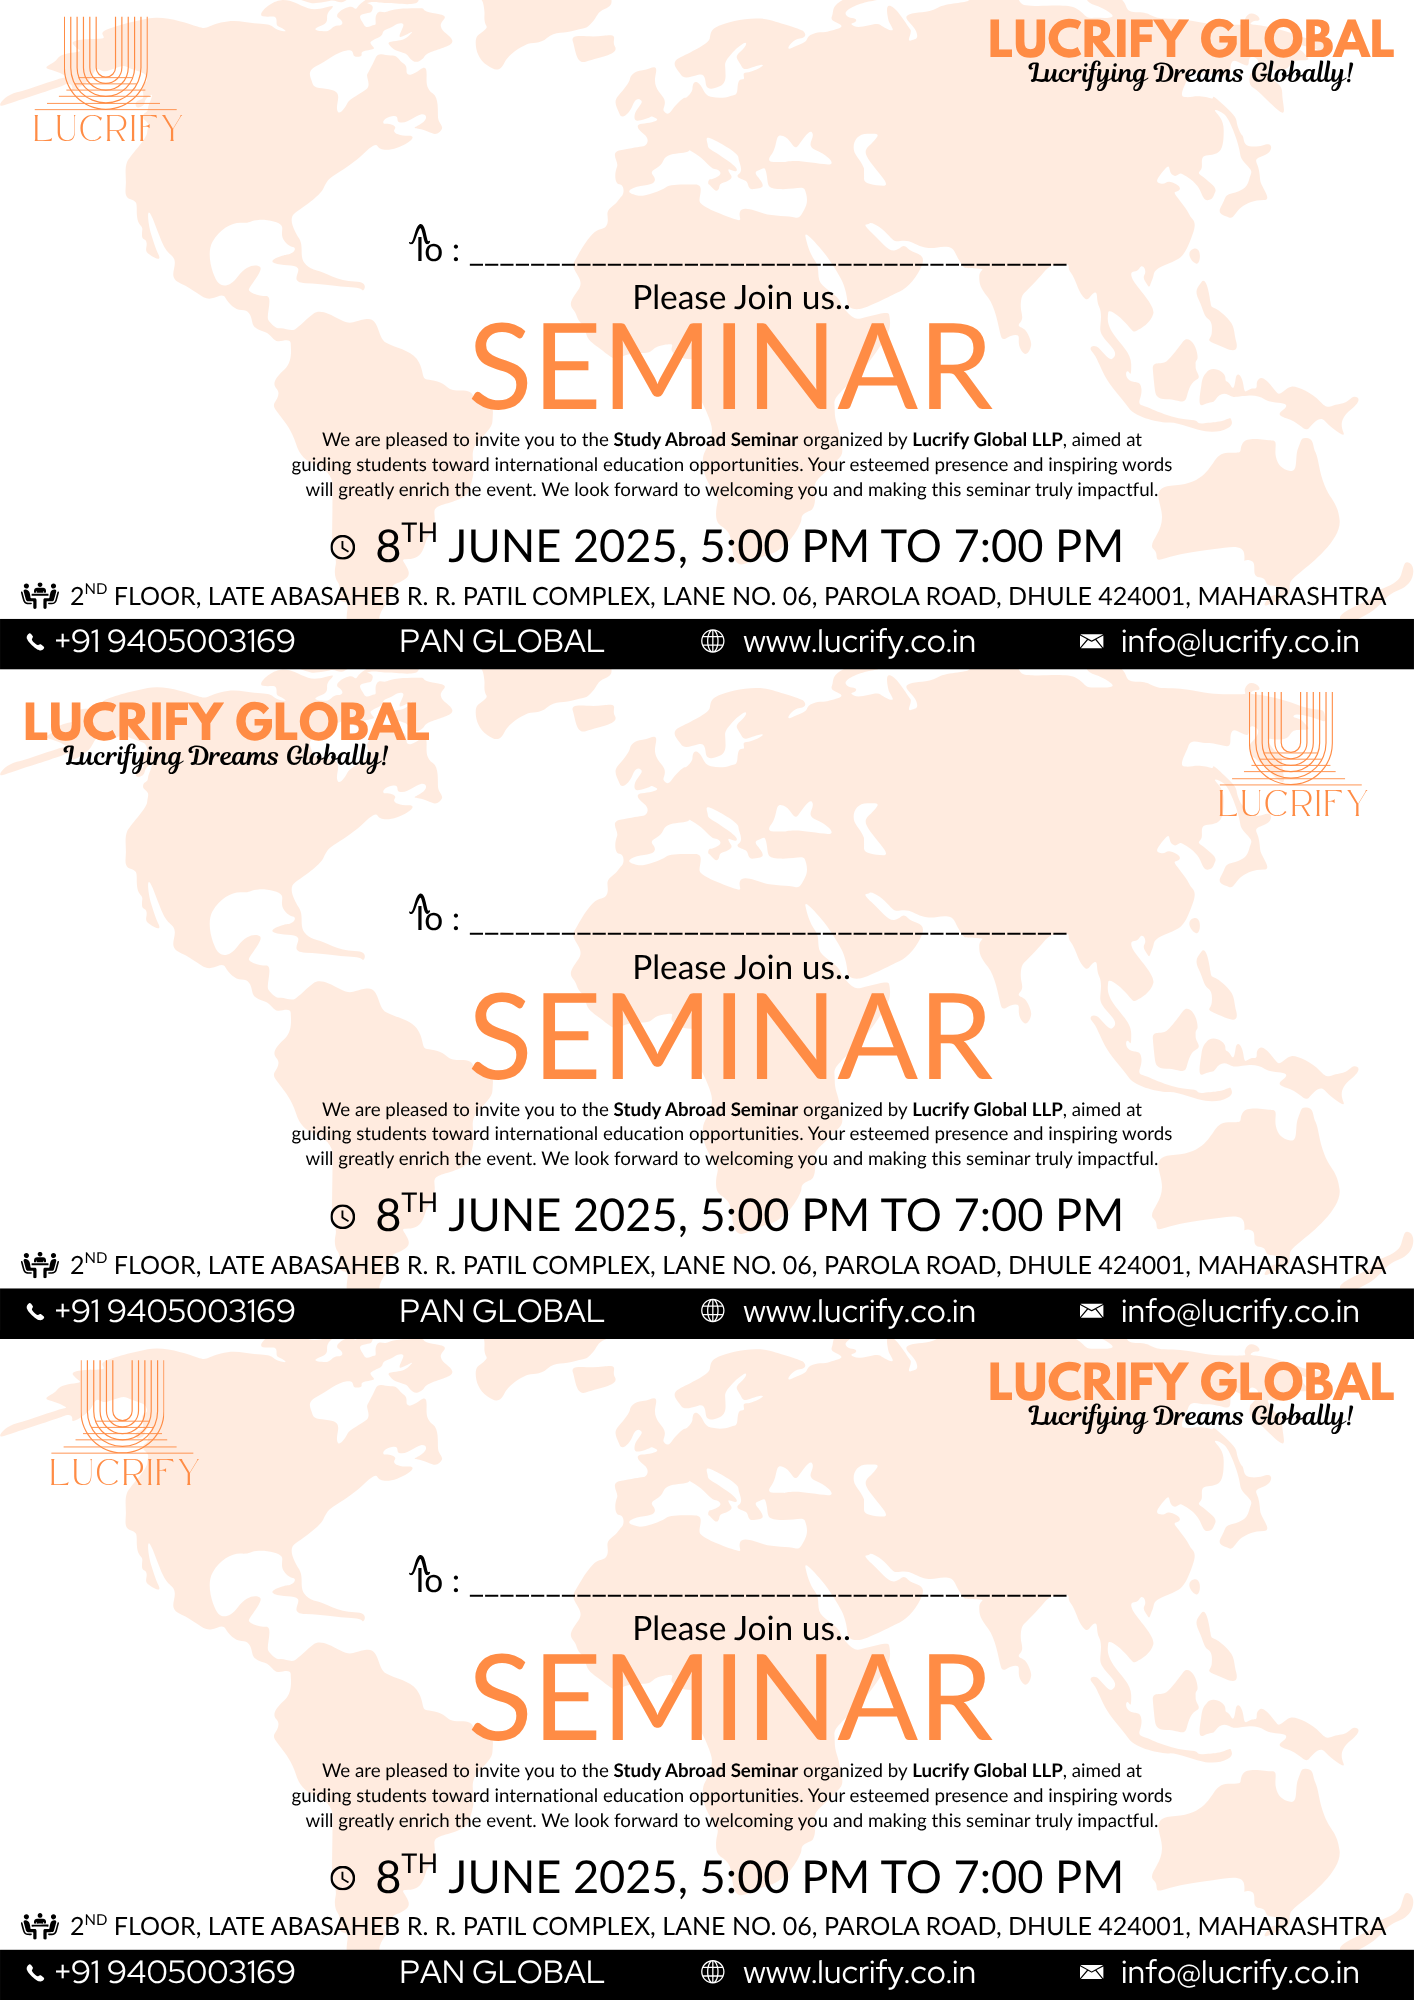 LUCRIFY
LUCRIFY GLOBAL
Lucrifying Dreams Globally!
To : _______________________________________
Please Join us..
SEMINAR
We are pleased to invite you to the Study Abroad Seminar organized by Lucrify Global LLP, aimed at
guiding students toward international education opportunities. Your esteemed presence and inspiring words
will greatly enrich the event. We look forward to welcoming you and making this seminar truly impactful.
8TH JUNE 2025, 5:00 PM TO 7:00 PM
2ND FLOOR, LATE ABASAHEB R. R. PATIL COMPLEX, LANE NO. 06, PAROLA ROAD, DHULE 424001, MAHARASHTRA
+91 9405003169 PAN GLOBAL www.lucrify.co.in info@lucrify.co.in
LUCRIFY GLOBAL
Lucrifying Dreams Globally!
LUCRIFY
To : _______________________________________
Please Join us..
SEMINAR
We are pleased to invite you to the Study Abroad Seminar organized by Lucrify Global LLP, aimed at
guiding students toward international education opportunities. Your esteemed presence and inspiring words
will greatly enrich the event. We look forward to welcoming you and making this seminar truly impactful.
8TH JUNE 2025, 5:00 PM TO 7:00 PM
2ND FLOOR, LATE ABASAHEB R. R. PATIL COMPLEX, LANE NO. 06, PAROLA ROAD, DHULE 424001, MAHARASHTRA
+91 9405003169 PAN GLOBAL www.lucrify.co.in info@lucrify.co.in
LUCRIFY
LUCRIFY GLOBAL
Lucrifying Dreams Globally!
To : _______________________________________
Please Join us..
SEMINAR
We are pleased to invite you to the Study Abroad Seminar organized by Lucrify Global LLP, aimed at
guiding students toward international education opportunities. Your esteemed presence and inspiring words
will greatly enrich the event. We look forward to welcoming you and making this seminar truly impactful.
8TH JUNE 2025, 5:00 PM TO 7:00 PM
2ND FLOOR, LATE ABASAHEB R. R. PATIL COMPLEX, LANE NO. 06, PAROLA ROAD, DHULE 424001, MAHARASHTRA
+91 9405003169 PAN GLOBAL www.lucrify.co.in info@lucrify.co.in